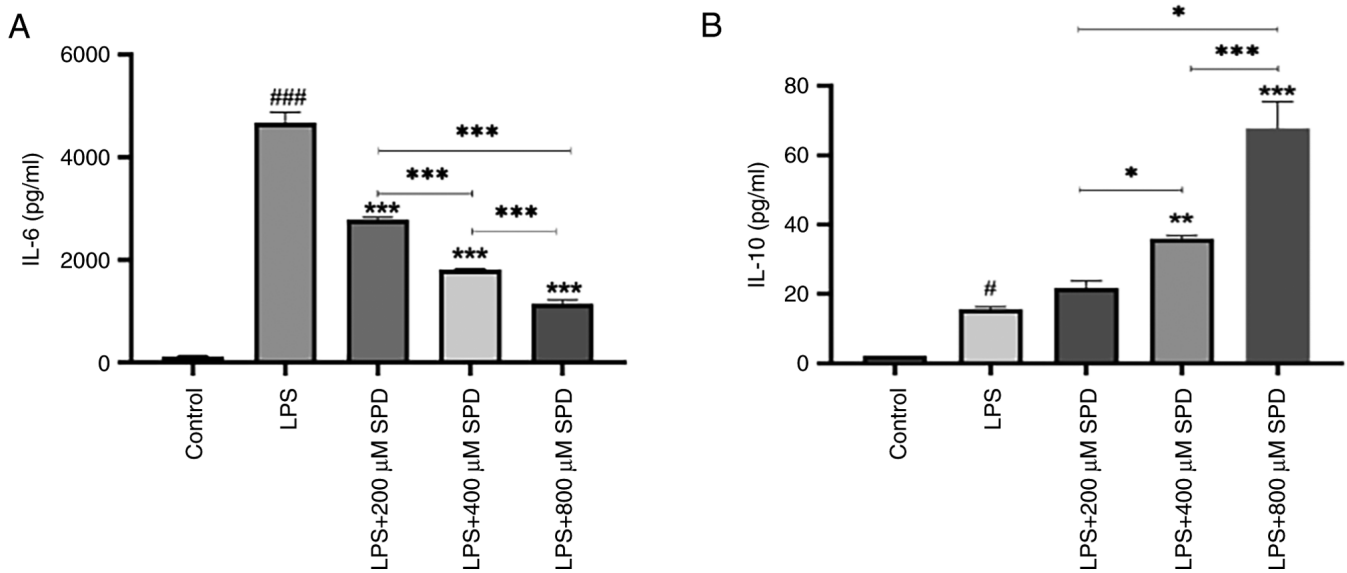 A
IL-6 (pg/ml)
6000
4000
2000
0
###
***
***
***
***
***
***
Control
LPS
LPS+200 μM SPD
LPS+400 μM SPD
LPS+800 μM SPD
B
IL-10 (pg/ml)
80
60
40
20
0
*
***
***
*
**
#
Control
LPS
LPS+200 μM SPD
LPS+400 μM SPD
LPS+800 μM SPD